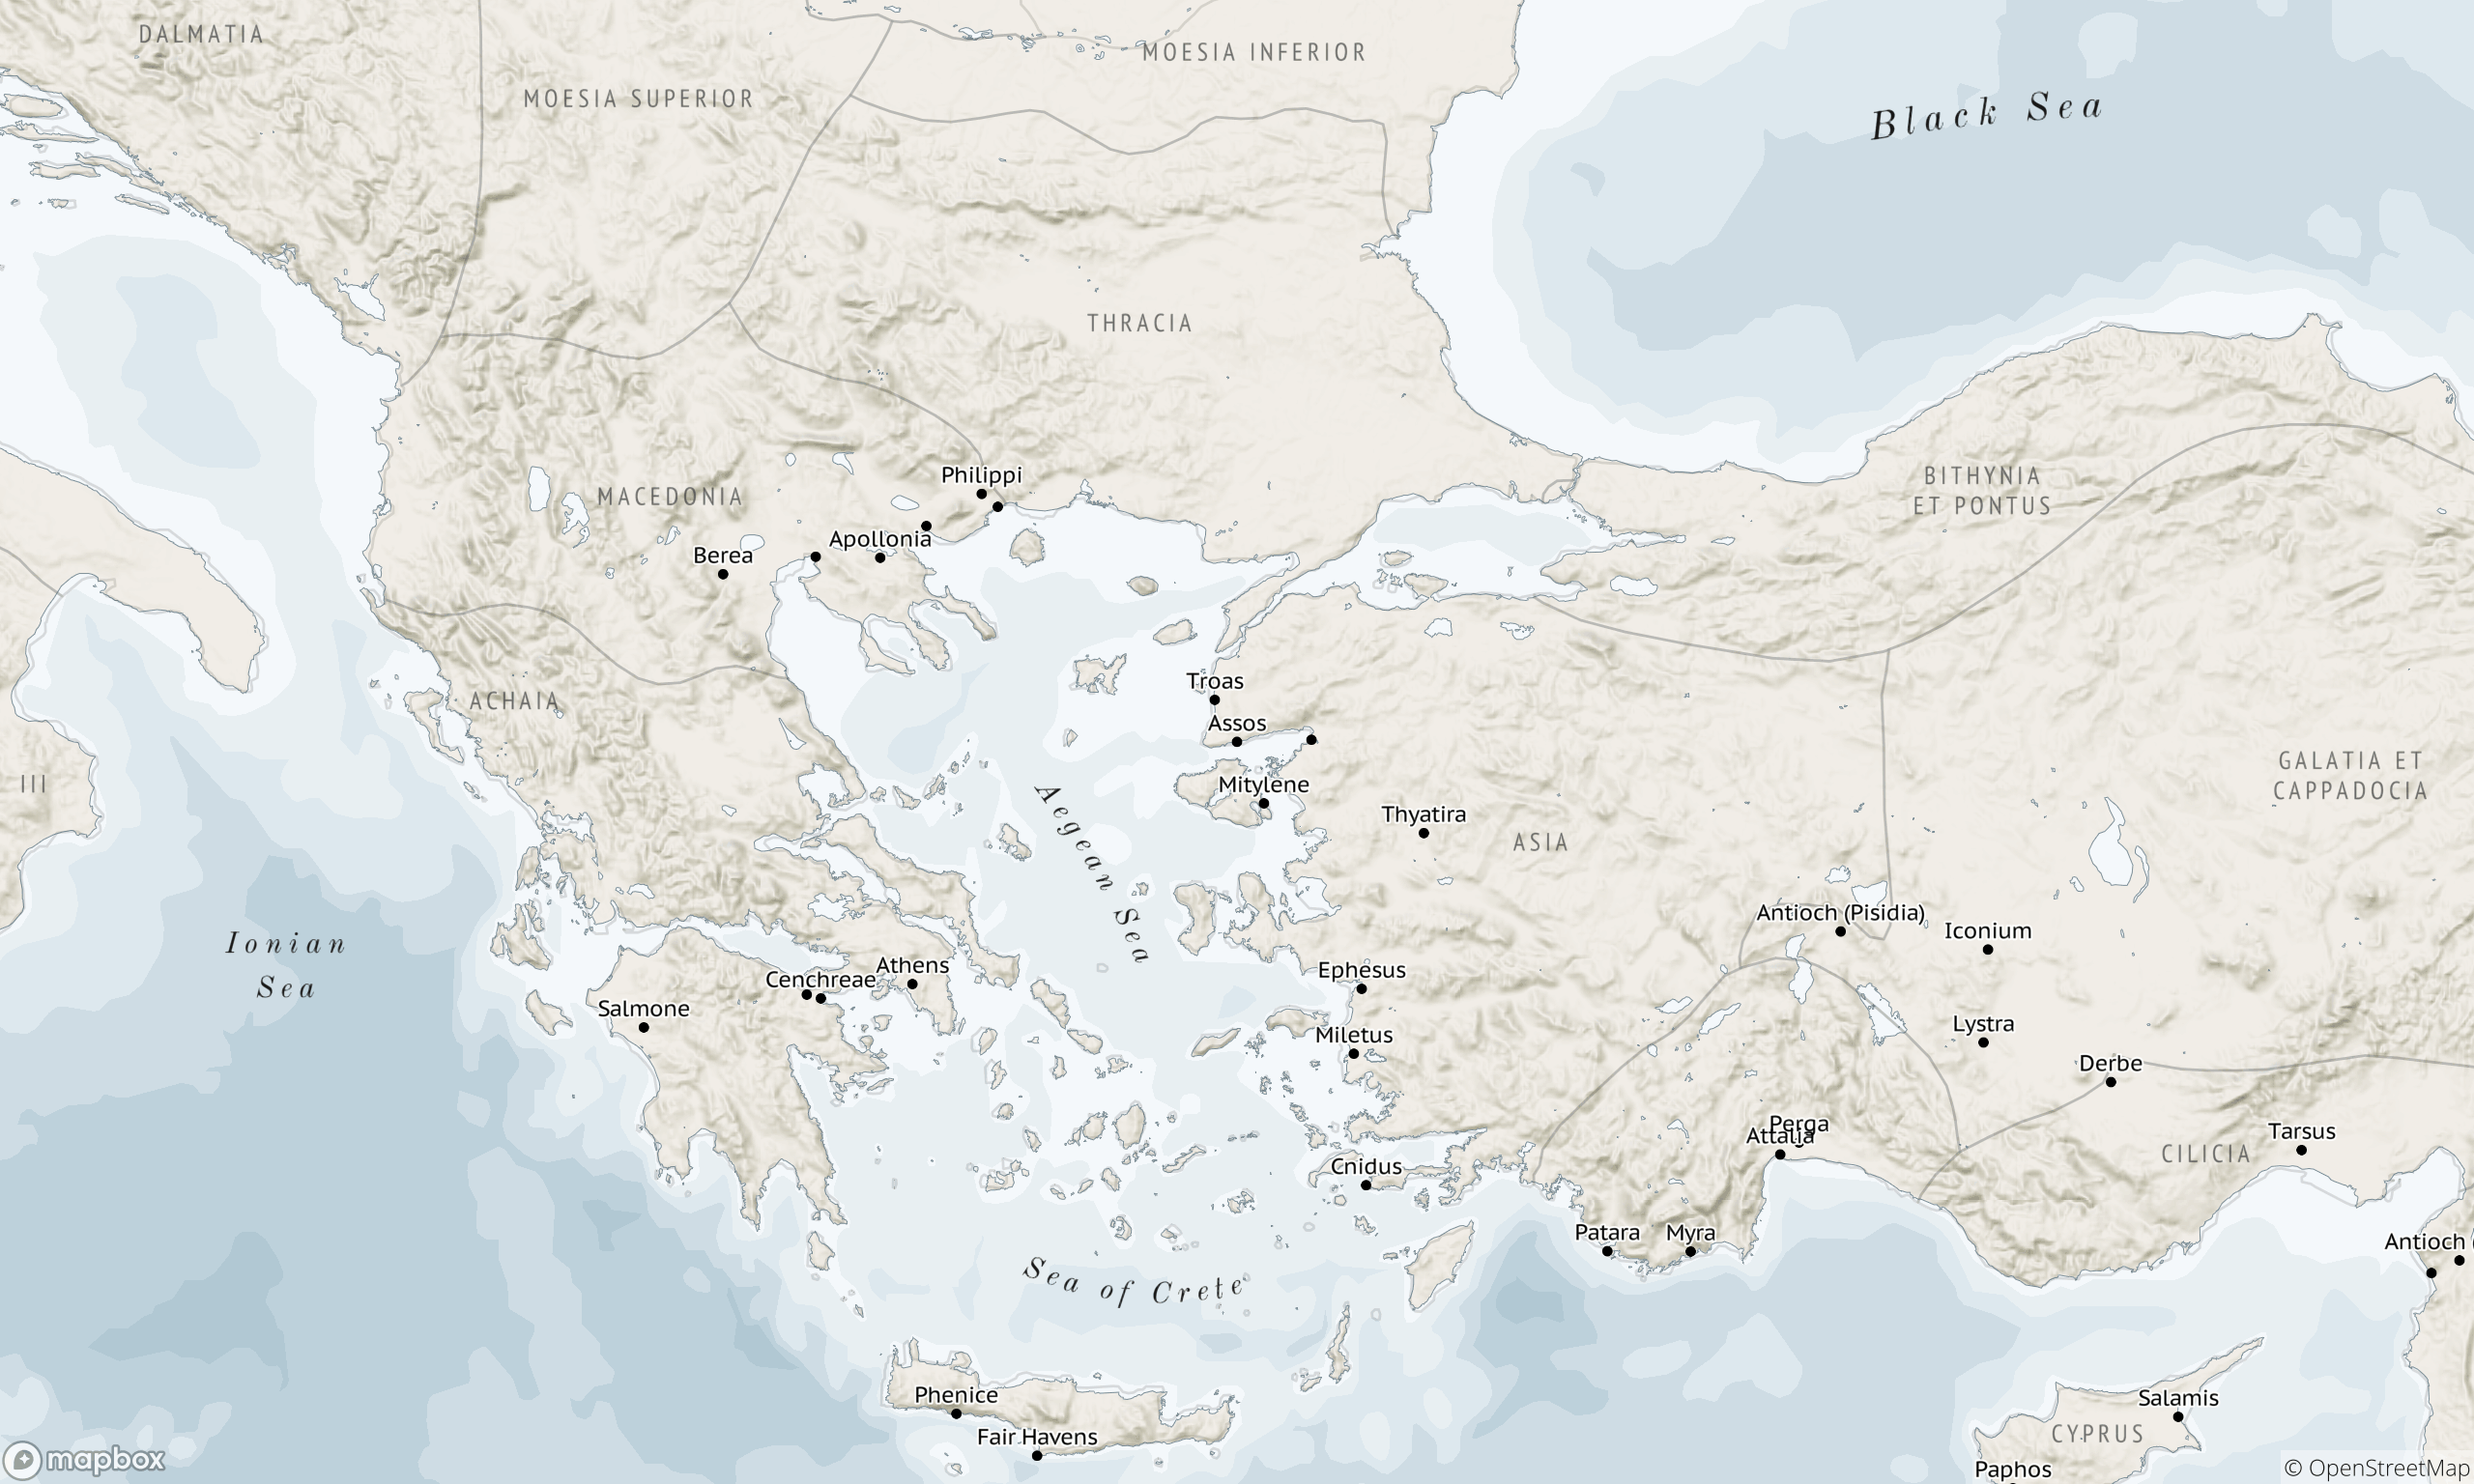 DALMATIA
MOESIA INFERIOR
MOESIA SUPERIOR
Black Sea
THRACIA
Philippi
MACEDONIA
BITHYNIA
ET PONTUS
Apollonia
Berea
Troas
ACHAIA
Assos
GALATIA ET
CAPPADOCIA
III
Mitylene
Aegean Sea
Thyatira
ASIA
Antioch (Pisidia)
Iconium
Ionian
Sea
Athens
Cenchreae
Ephesus
Salmone
Lystra
Miletus
Derbe
Perga
Attalia
Tarsus
CILICIA
Cnidus
Patara
Myra
Antioch (
Sea of Crete
Phenice
Salamis
Fair Havens
CYPRUS
Paphos
mapbox
© OpenStreetMap